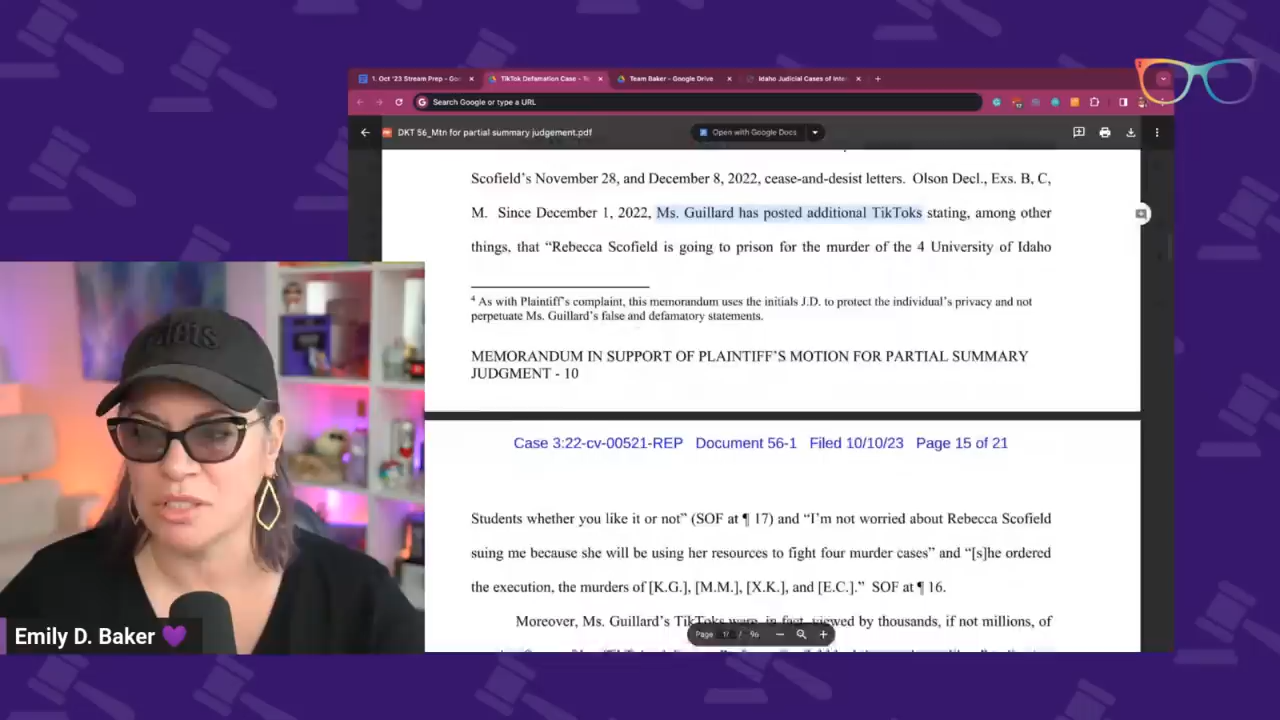 1. Oct '23 Stream Prep - Go
TikTok Defamation Case - T
Team Baker - Google Drive
Idaho Judicial Cases of Inte
Search Google or type a URL
DKT 56_Mtn for partial summary judgement.pdf
Open with Google Docs
Scofield's November 28, and December 8, 2022, cease-and-desist letters. Olson Decl., Exs. B, C,
M. Since December 1, 2022, Ms. Guillard has posted additional TikToks stating, among other
things, that "Rebecca Scofield is going to prison for the murder of the 4 University of Idaho
4 As with Plaintiff's complaint, this memorandum uses the initials J.D. to protect the individual's privacy and not
perpetuate Ms. Guillard's false and defamatory statements.
MEMORANDUM IN SUPPORT OF PLAINTIFF'S MOTION FOR PARTIAL SUMMARY
JUDGMENT - 10
Case 3:22-cv-00521-REP Document 56-1 Filed 10/10/23 Page 15 of 21
Students whether you like it or not" (SOF at ¶ 17) and "I'm not worried about Rebecca Scofield
suing me because she will be using her resources to fight four murder cases" and "[s]he ordered
the execution, the murders of [K.G.], [M.M.], [X.K.], and [E.C.]." SOF at ¶ 16.
Moreover, Ms. Guillard's TikToks were, in fact, viewed by thousands, if not millions, of
Page 17 / 96
Emily D. Baker 💜